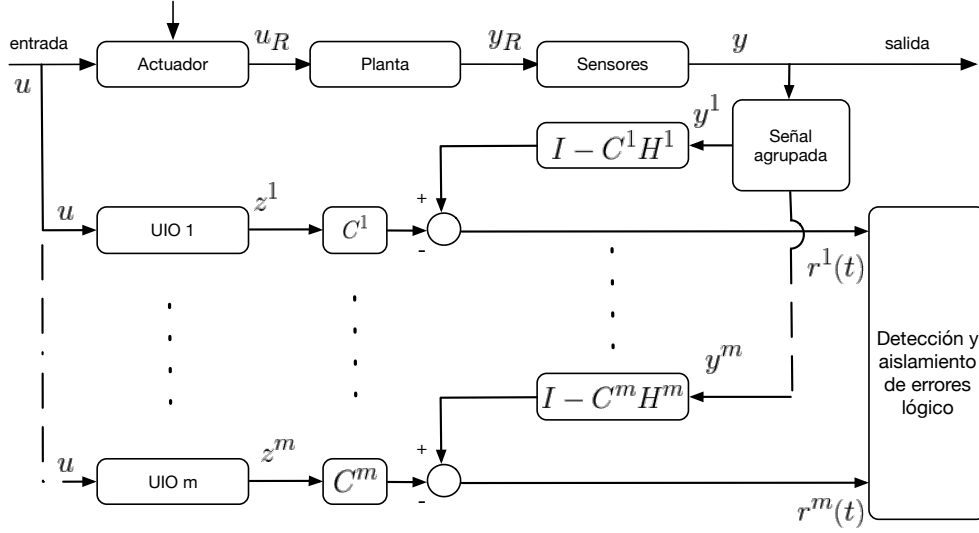 entrada
u
Actuador
u_R
Planta
y_R
Sensores
y
salida
y^1
Señal
agrupada
I − C^1H^1
+
u
UIO 1
z^1
C^1
-
r^1(t)
Detección y
aislamiento
de errores
lógico
y^m
I − C^mH^m
+
u
UIO m
z^m
C^m
-
r^m(t)